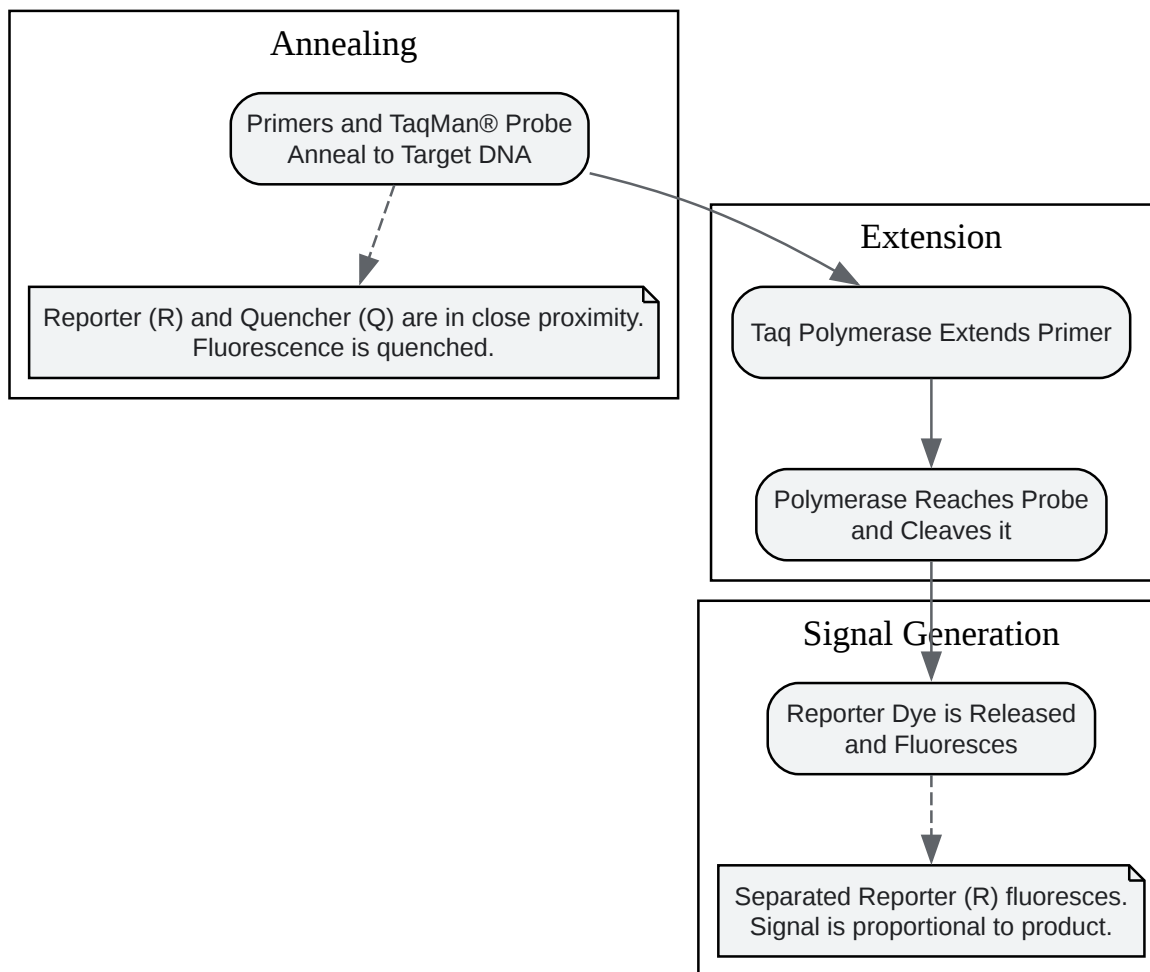 Annealing
Primers and TaqMan® Probe
Anneal to Target DNA
Reporter (R) and Quencher (Q) are in close proximity.
Fluorescence is quenched.
Extension
Taq Polymerase Extends Primer
Polymerase Reaches Probe
and Cleaves it
Signal Generation
Reporter Dye is Released
and Fluoresces
Separated Reporter (R) fluoresces.
Signal is proportional to product.